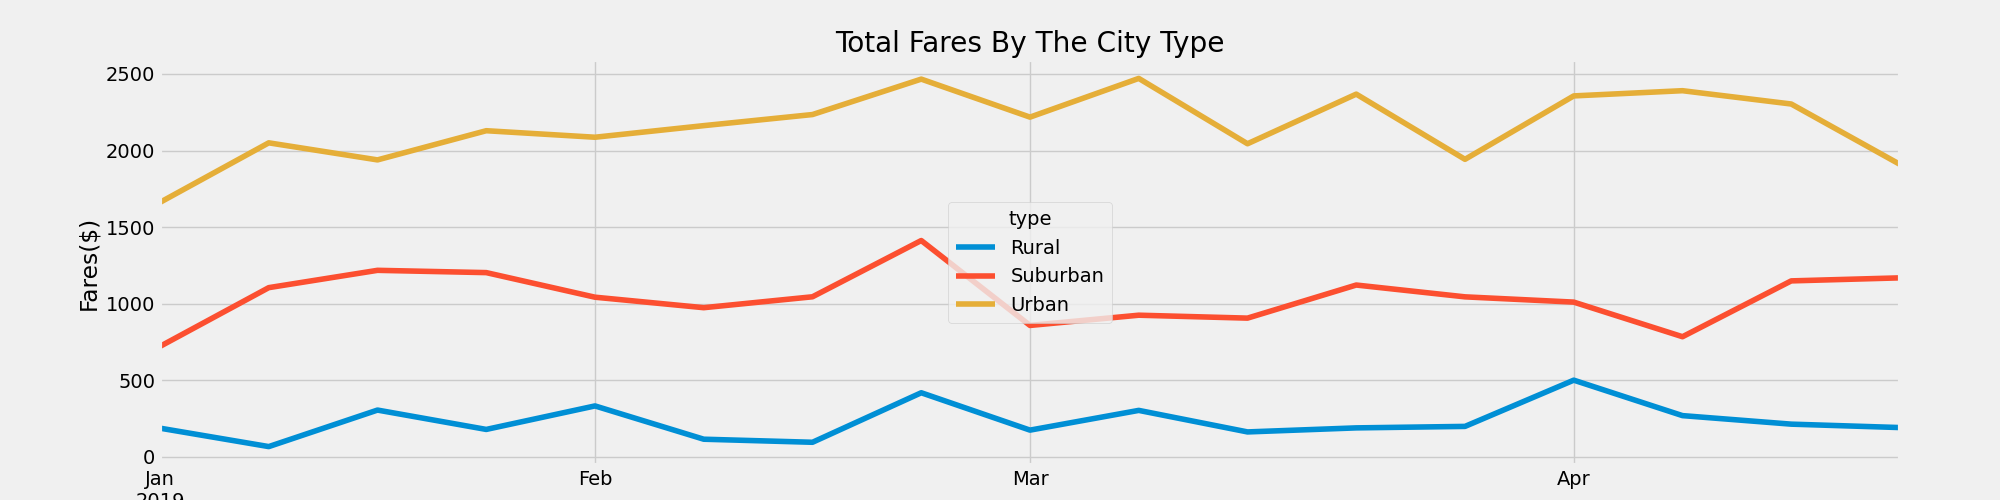 Total Fares By The City Type
Fares($)
2500
2000
1500
1000
500
0
type
Rural
Suburban
Urban
Jan Feb Mar Apr
2019